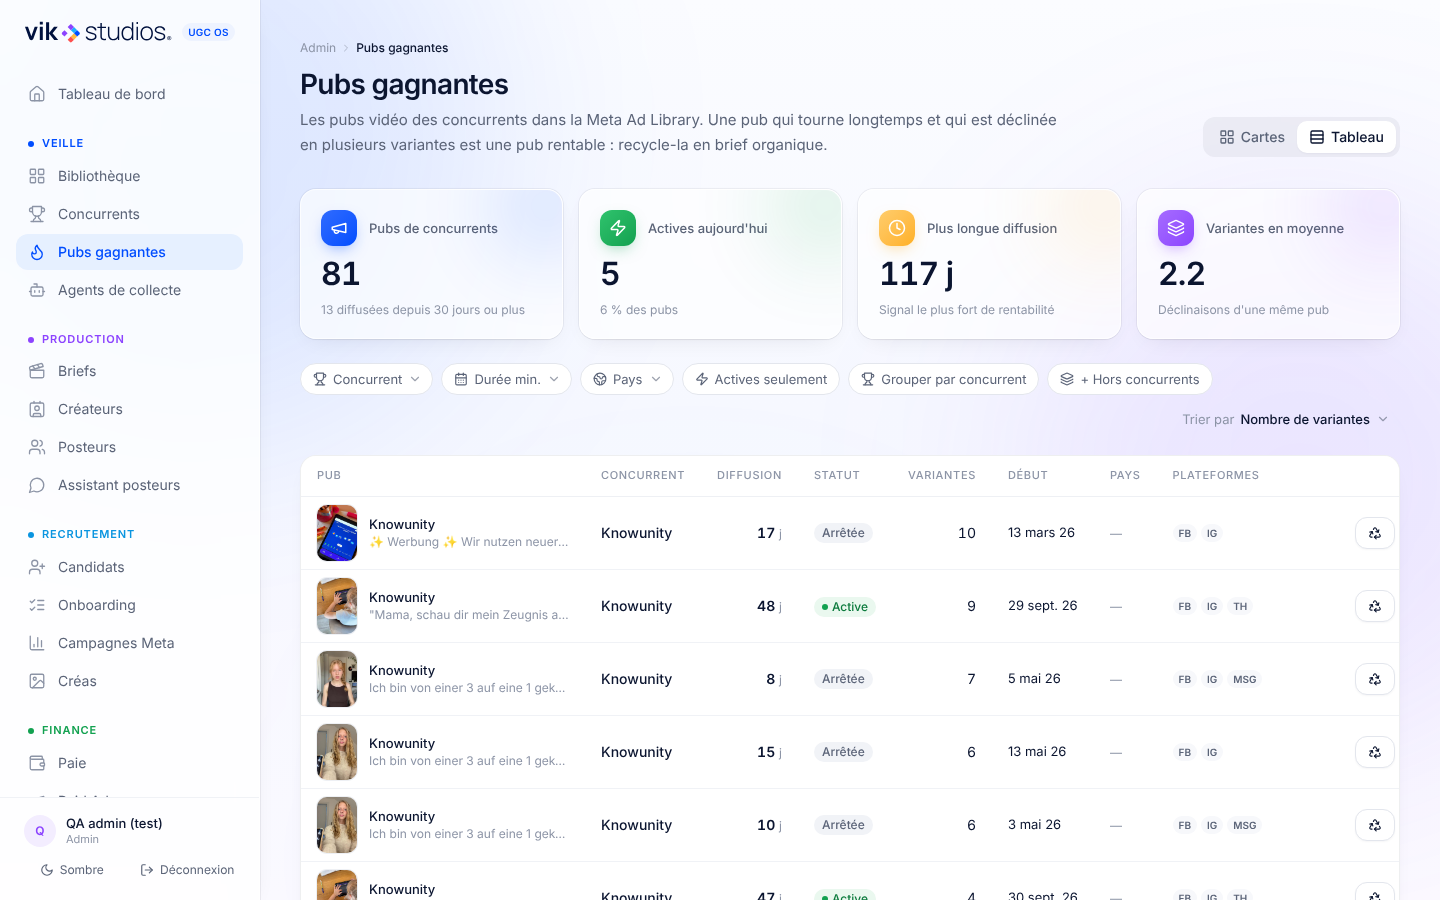 vik studios.
UGC OS
Tableau de bord
VEILLE
Bibliothèque
Concurrents
Pubs gagnantes
Agents de collecte
PRODUCTION
Briefs
Créateurs
Posteurs
Assistant posteurs
RECRUTEMENT
Candidats
Onboarding
Campagnes Meta
Créas
FINANCE
Paie
Q
QA admin (test)
Admin
Sombre
Déconnexion
Admin > Pubs gagnantes
Pubs gagnantes
Les pubs vidéo des concurrents dans la Meta Ad Library. Une pub qui tourne longtemps et qui est déclinée
en plusieurs variantes est une pub rentable : recycle-la en brief organique.
Cartes
Tableau
Pubs de concurrents
81
13 diffusées depuis 30 jours ou plus
Actives aujourd'hui
5
6 % des pubs
Plus longue diffusion
117 j
Signal le plus fort de rentabilité
Variantes en moyenne
2.2
Déclinaisons d'une même pub
Concurrent
Durée min.
Pays
Actives seulement
Grouper par concurrent
+ Hors concurrents
Trier par Nombre de variantes
PUB CONCURRENT DIFFUSION STATUT VARIANTES DÉBUT PAYS PLATEFORMES
Knowunity
✨ Werbung ✨ Wir nutzen neuer...
Knowunity 17 j Arrêtée 10 13 mars 26 — FB IG
Knowunity
"Mama, schau dir mein Zeugnis a...
Knowunity 48 j Active 9 29 sept. 26 — FB IG TH
Knowunity
Ich bin von einer 3 auf eine 1 gek...
Knowunity 8 j Arrêtée 7 5 mai 26 — FB IG MSG
Knowunity
Ich bin von einer 3 auf eine 1 gek...
Knowunity 15 j Arrêtée 6 13 mai 26 — FB IG
Knowunity
Ich bin von einer 3 auf eine 1 gek...
Knowunity 10 j Arrêtée 6 3 mai 26 — FB IG MSG
Knowunity
Knowunity 47 j Active 4 30 sept. 26 — FB IG TH